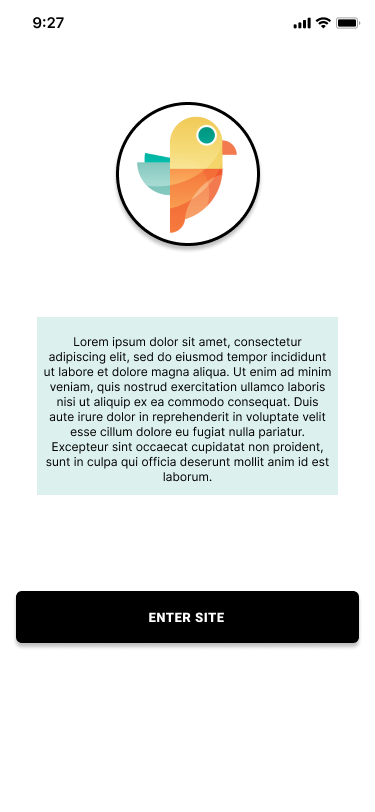 9:27
Lorem ipsum dolor sit amet, consectetur
adipiscing elit, sed do eiusmod tempor incididunt
ut labore et dolore magna aliqua. Ut enim ad minim
veniam, quis nostrud exercitation ullamco laboris
nisi ut aliquip ex ea commodo consequat. Duis
aute irure dolor in reprehenderit in voluptate velit
esse cillum dolore eu fugiat nulla pariatur.
Excepteur sint occaecat cupidatat non proident,
sunt in culpa qui officia deserunt mollit anim id est
laborum.
ENTER SITE